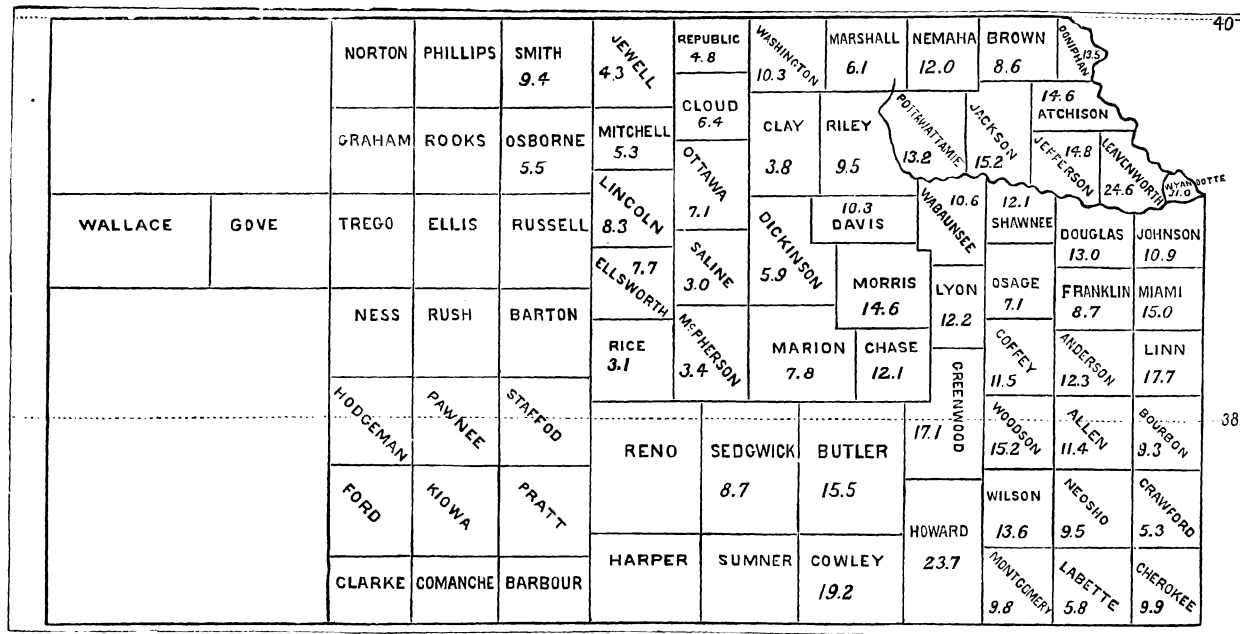 40
NORTON
PHILLIPS
SMITH
9.4
JEWELL
4.3
REPUBLIC
4.8
WASHINGTON
10.3
MARSHALL
6.1
NEMAHA
12.0
BROWN
8.6
DONIPHAN
13.5
GRAHAM
ROOKS
OSBORNE
5.5
MITCHELL
5.3
CLOUD
6.4
CLAY
3.8
RILEY
9.5
POTTAWATTAMIE
13.2
JACKSON
15.2
14.6
ATCHISON
14.8
JEFFERSON
LEAVENWORTH
24.6
WYANDOTTE
WALLACE
GOVE
TREGO
ELLIS
RUSSELL
LINCOLN
8.3
OTTAWA
7.1
DICKINSON
5.9
10.3
DAVIS
10.6
WABAUNSEE
12.1
SHAWNEE
DOUGLAS
13.0
JOHNSON
10.9
7.7
ELLSWORTH
SALINE
3.0
MORRIS
14.6
LYON
12.2
OSAGE
7.1
FRANKLIN
8.7
MIAMI
15.0
NESS
RUSH
BARTON
RICE
3.1
McPHERSON
3.4
MARION
7.8
CHASE
12.1
GREENWOOD
17.1
COFFEY
11.5
ANDERSON
12.3
LINN
17.7
38
HODGEMAN
PAWNEE
STAFFOD
RENO
SEDGWICK
8.7
BUTLER
15.5
WOODSON
15.2
ALLEN
11.4
BOURBON
9.3
FORD
KIOWA
PRATT
HOWARD
23.7
WILSON
13.6
NEOSHO
9.5
CRAWFORD
5.3
CLARKE
COMANCHE
BARBOUR
HARPER
SUMNER
COWLEY
19.2
MONTGOMERY
9.8
LABETTE
5.8
CHEROKEE
9.9